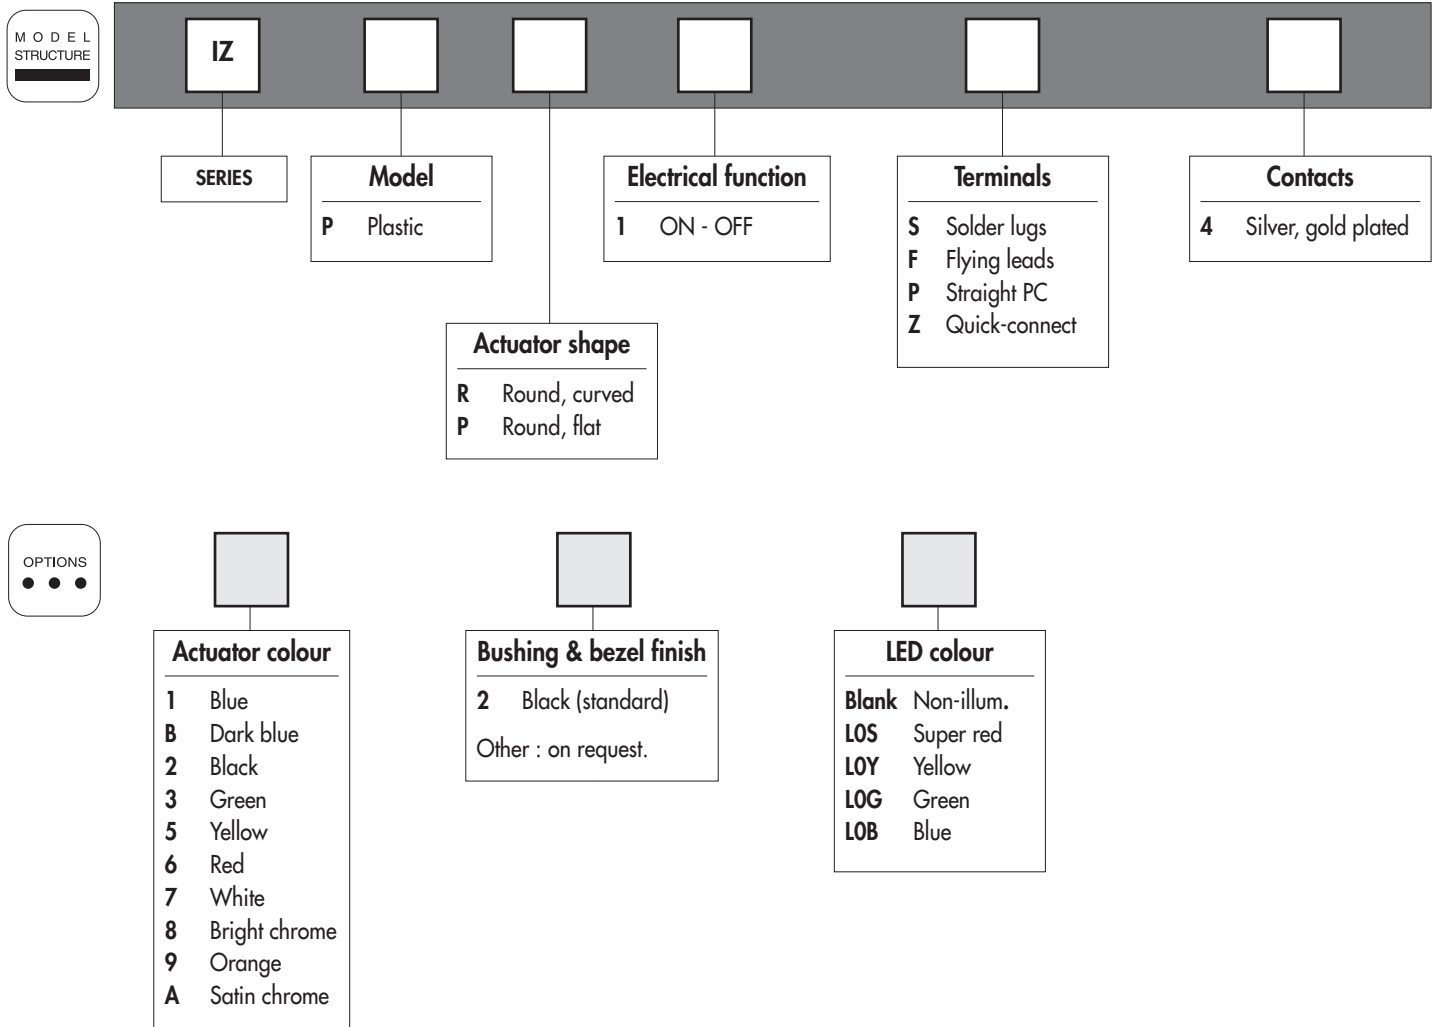 MODEL
STRUCTURE
IZ
SERIES
Model
P Plastic
Electrical function
1 ON - OFF
Terminals
S Solder lugs
F Flying leads
P Straight PC
Z Quick-connect
Contacts
4 Silver, gold plated
Actuator shape
R Round, curved
P Round, flat
OPTIONS
Actuator colour
1 Blue
B Dark blue
2 Black
3 Green
5 Yellow
6 Red
7 White
8 Bright chrome
9 Orange
A Satin chrome
Bushing & bezel finish
2 Black (standard)
Other : on request.
LED colour
Blank Non-illum.
L0S Super red
L0Y Yellow
L0G Green
L0B Blue